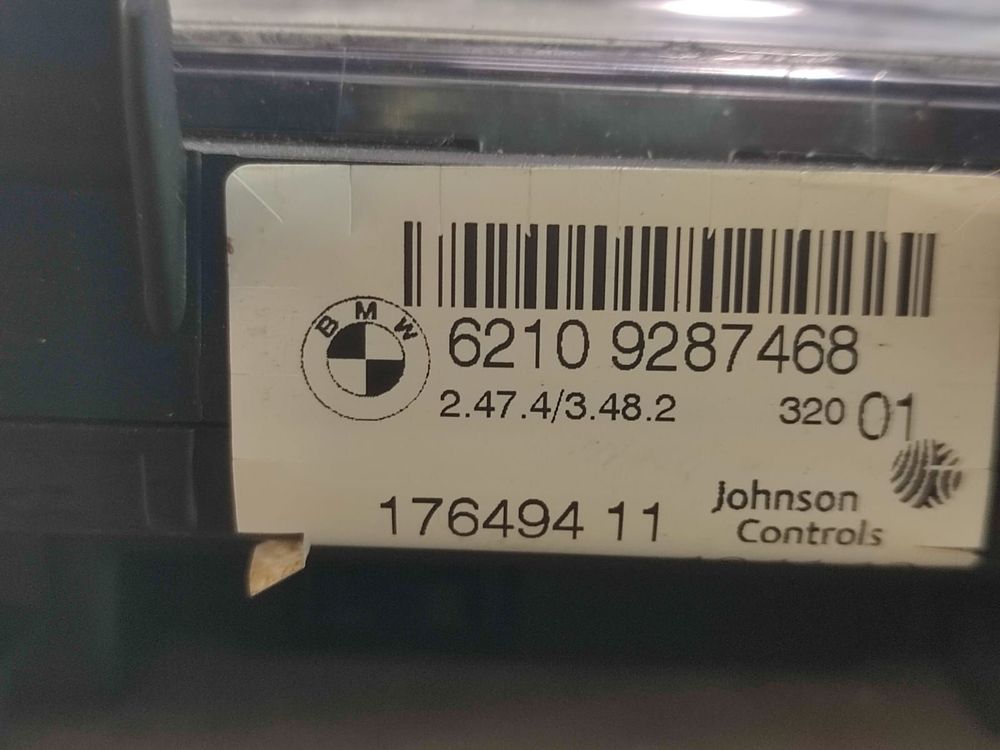 BMW
6210 9287468
2.47.4/3.48.2 320 01
176494 11
Johnson
Controls